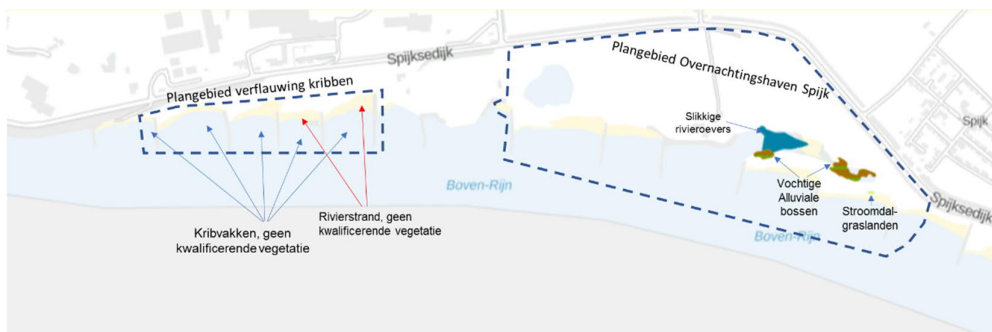 Spijksedijk
Plangebied verflauwing kribben
Plangebied Overnachtingshaven Spijk
Slikkige
rivieroevers
Spijk
Boven-Rijn
Kribvakken, geen
kwalificerende vegetatie
Rivierstrand, geen
kwalificerende vegetatie
Vochtige
Alluviale
bossen
Stroomdal-
graslanden
Spijksedijk
Boven-Rijn